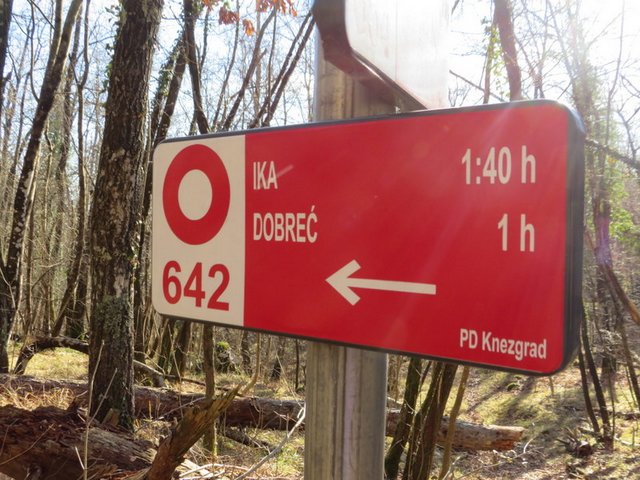 IKA 1:40 h
DOBREĆ 1 h
642
PD Knezgrad